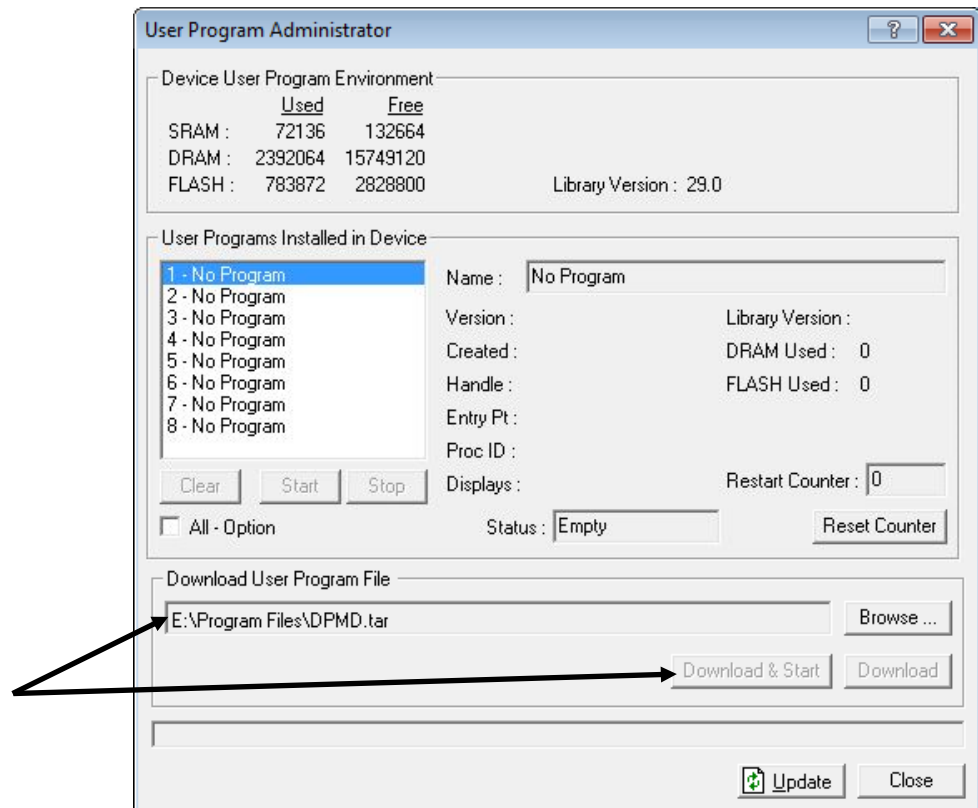 User Program Administrator
Device User Program Environment
Used Free
SRAM : 72136 132664
DRAM : 2392064 15749120
FLASH : 783872 2828800 Library Version : 29.0
User Programs Installed in Device
1 - No Program
2 - No Program
3 - No Program
4 - No Program
5 - No Program
6 - No Program
7 - No Program
8 - No Program
Name : No Program
Version : Library Version :
Created : DRAM Used : 0
Handle : FLASH Used : 0
Entry Pt :
Proc ID :
Displays : Restart Counter : 0
Clear Start Stop
All - Option Status : Empty Reset Counter
Download User Program File
E:\Program Files\DPMD.tar Browse ...
Download & Start Download
Update Close